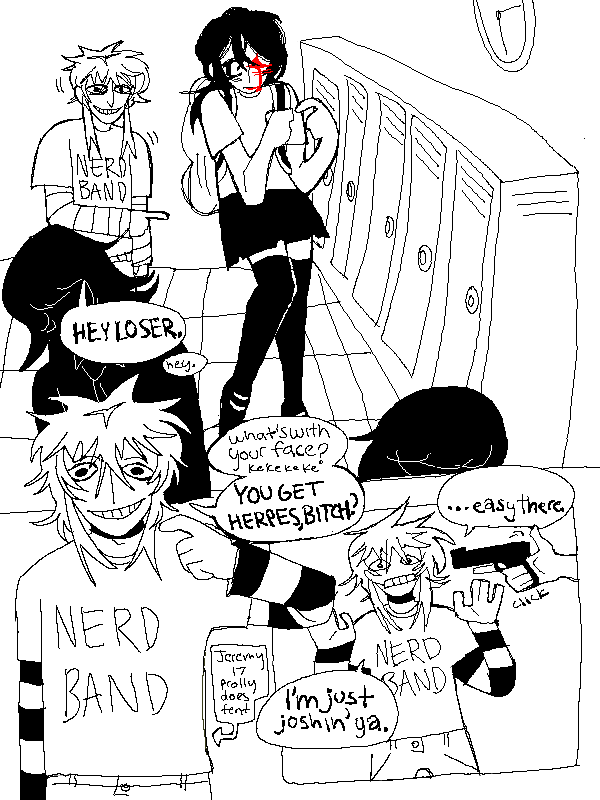 NERD
BAND
HEY LOSER.
hey.
what's with
your face?
kekekeke
YOU GET
HERPES, BITCH?
...easy there.
click
NERD
BAND
NERD
BAND
Jeremy
17
Prolly
does
fent
I'm just
joshin' ya.